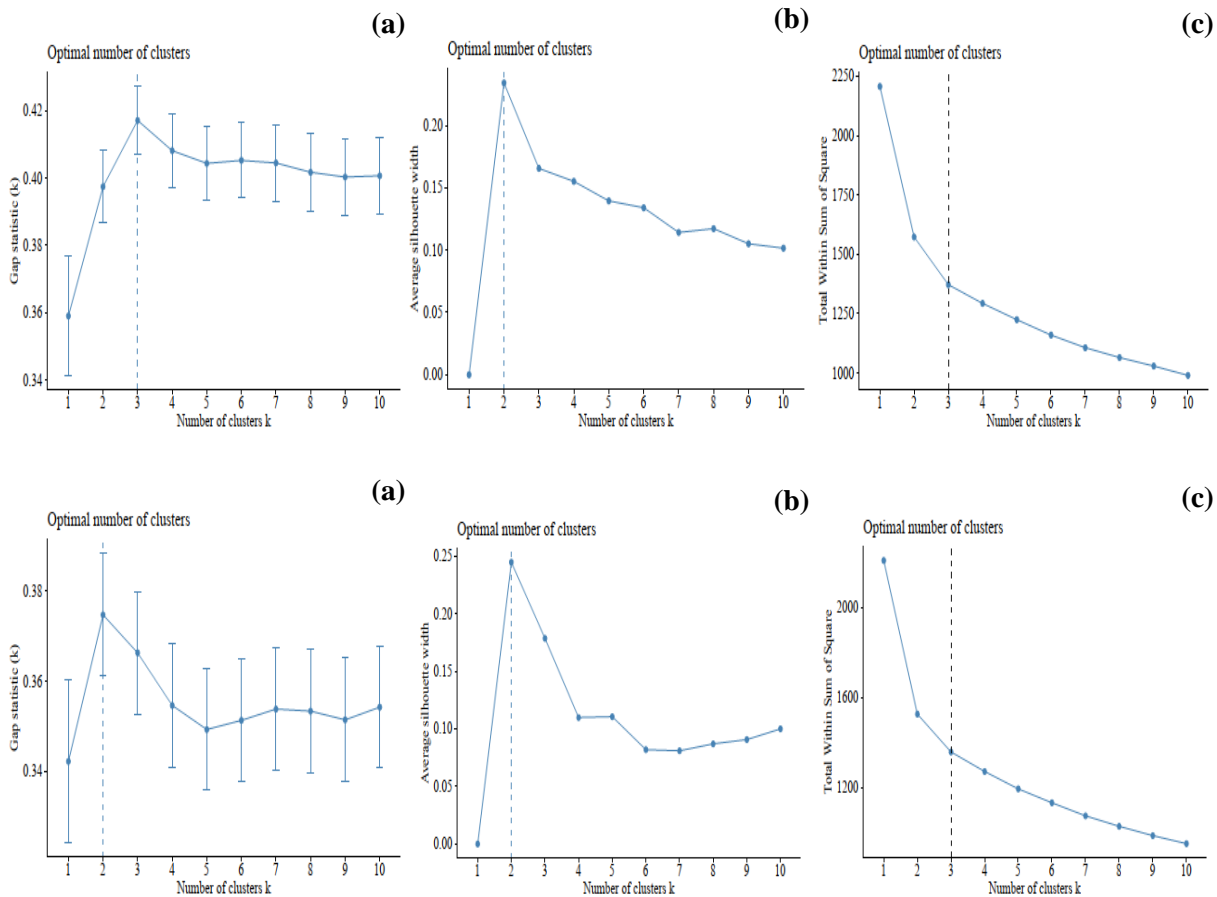 (a)
Optimal number of clusters
Gap statistic (k)
0.42
0.40
0.38
0.36
0.34
1 2 3 4 5 6 7 8 9 10
Number of clusters k
(b)
Optimal number of clusters
Average silhouette width
0.20
0.15
0.10
0.05
0.00
1 2 3 4 5 6 7 8 9 10
Number of clusters k
(c)
Optimal number of clusters
Total Within Sum of Square
2250
2000
1750
1500
1250
1000
1 2 3 4 5 6 7 8 9 10
Number of clusters k
(a)
Optimal number of clusters
Gap statistic (k)
0.38
0.36
0.34
1 2 3 4 5 6 7 8 9 10
Number of clusters k
(b)
Optimal number of clusters
Average silhouette width
0.25
0.20
0.15
0.10
0.05
0.00
1 2 3 4 5 6 7 8 9 10
Number of clusters k
(c)
Optimal number of clusters
Total Within Sum of Square
2000
1600
1200
1 2 3 4 5 6 7 8 9 10
Number of clusters k